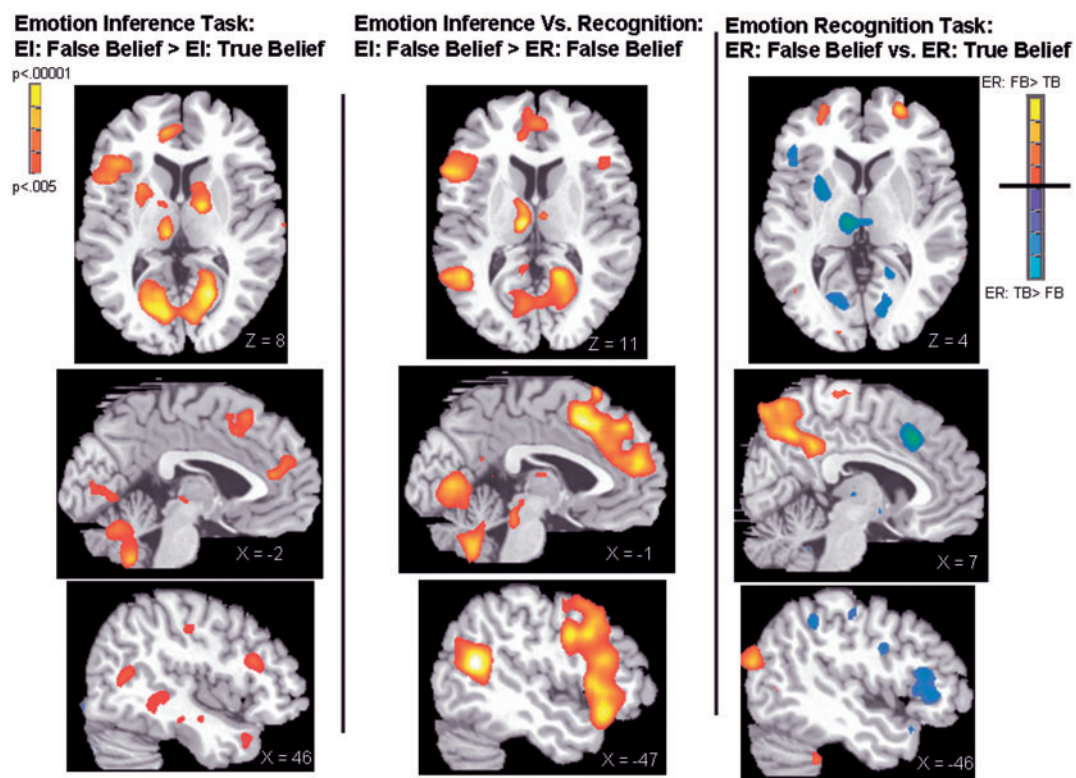 Emotion Inference Task:
EI: False Belief > EI: True Belief
p<.00001
p<.005
Z = 8
X = -2
X = 46
Emotion Inference Vs. Recognition:
EI: False Belief > ER: False Belief
Z = 11
X = -1
X = -47
Emotion Recognition Task:
ER: False Belief vs. ER: True Belief
ER: FB> TB
ER: TB> FB
Z = 4
X = 7
X = -46